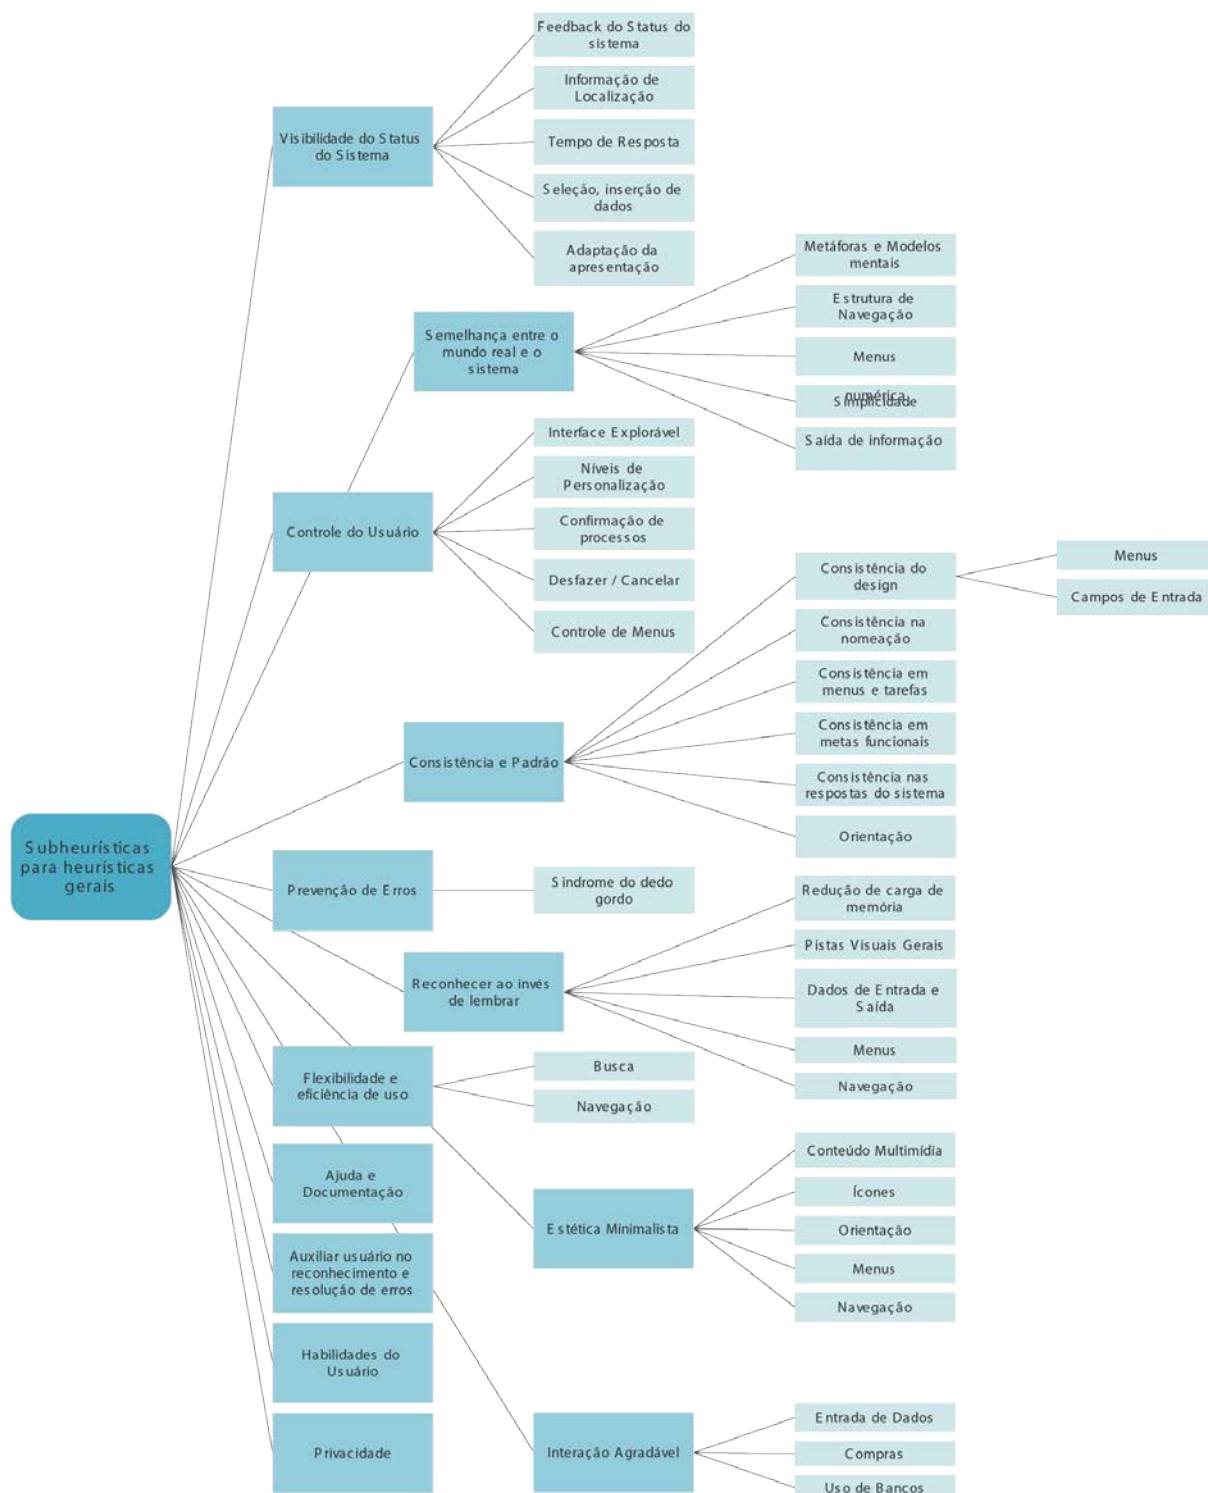 Feedback do Status do
sistema
Informação de
Localização
Visibilidade do Status
do Sistema
Tempo de Resposta
Seleção, inserção de
dados
Adaptação da
apresentação
Metáforas e Modelos
mentais
Estrutura de
Navegação
Semelhança entre o
mundo real e o
sistema
Menus
numérica
Simplicidade
Saída de informação
Interface Explorável
Níveis de
Personalização
Controle do Usuário
Confirmação de
processos
Desfazer / Cancelar
Controle de Menus
Consistência do
design
Menus
Campos de Entrada
Consistência na
nomeação
Consistência em
menus e tarefas
Consistência e Padrão
Consistência em
metas funcionais
Consistência nas
respostas do sistema
Orientação
Subheurísticas
para heurísticas
gerais
Prevenção de Erros
Sindrome do dedo
gordo
Redução de carga de
memória
Pistas Visuais Gerais
Reconhecer ao invés
de lembrar
Dados de Entrada e
Saída
Menus
Navegação
Flexibilidade e
eficiência de uso
Busca
Navegação
Ajuda e
Documentação
Conteúdo Multimídia
Ícones
Estética Minimalista
Orientação
Menus
Navegação
Auxiliar usuário no
reconhecimento e
resolução de erros
Habilidades do
Usuário
Privacidade
Interação Agradável
Entrada de Dados
Compras
Uso de Bancos